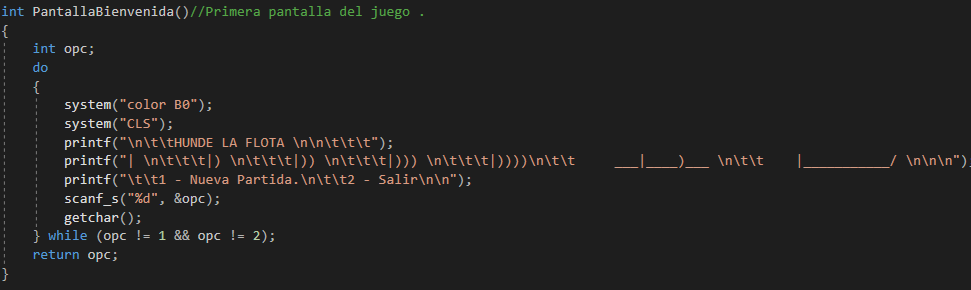 int PantallaBienvenida()//Primera pantalla del juego .
{
    int opc;
    do
    {
        system("color B0");
        system("CLS");
        printf("\n\t\tHUNDE LA FLOTA \n\n\t\t\t");
        printf("| \n\t\t\t|) \n\t\t\t|)) \n\t\t\t|))) \n\t\t\t|))))\n\t\t     ___|____)___ \n\t\t    |___________/ \n\n\n");
        printf("\t\t1 - Nueva Partida.\n\t\t2 - Salir\n\n");
        scanf_s("%d", &opc);
        getchar();
    } while (opc != 1 && opc != 2);
    return opc;
}